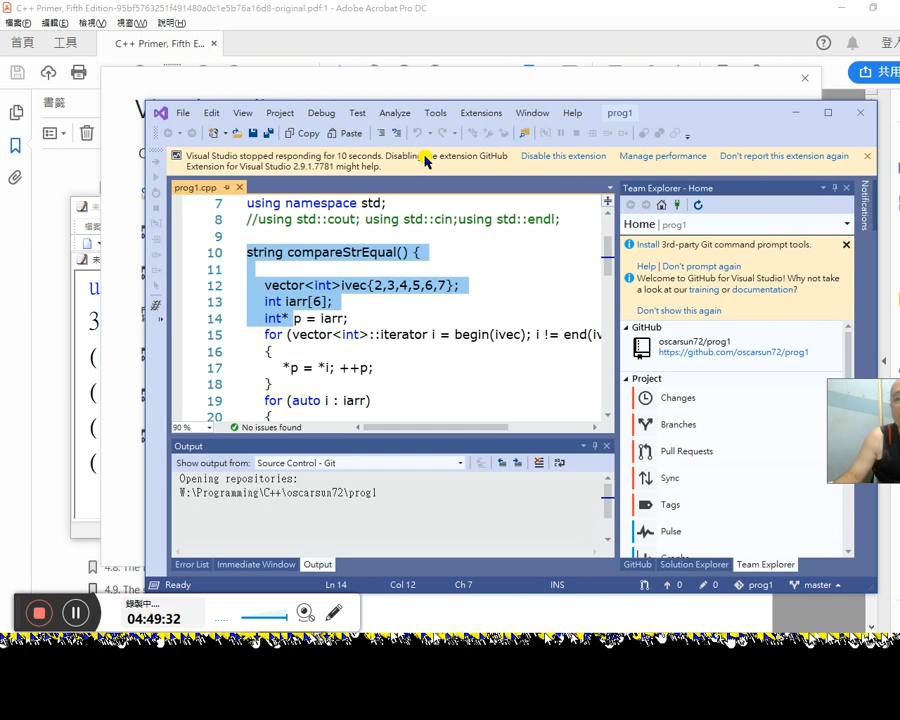 C++ Primer, Fifth Edition-95bf5763251f491480a0c1e5b76a16d8-original.pdf:1 - Adobe Acrobat Pro DC
檔案(F) 編輯(E) 檢視(V) 視窗(W) 說明(H)
首頁 工具 C++ Primer, Fifth E... × 登入
共用
書籤
File Edit View Git Project Debug Test Analyze Tools Extensions Window Help prog1
Copy Paste
Visual Studio stopped responding for 10 seconds. Disabling e extension GitHub
Extension for Visual Studio 2.9.1.7781 might help.
Disable this extension Manage performance Don't report this extension again
prog1.cpp
7 using namespace std;
8 //using std::cout; using std::cin;using std::endl;
9
10 string compareStrEqual() {
11
12 vector<int>ivec{2,3,4,5,6,7};
13 int iarr[6];
14 int* p = iarr;
15 for (vector<int>::iterator i = begin(ivec); i != end(iv
16 {
17 *p = *i; ++p;
18 }
19 for (auto i : iarr)
20 {
90 % No issues found
Output
Show output from: Source Control - Git
Opening repositories:
W:\Programming\C++\oscarsun72\prog1
Error List Immediate Window Output
Team Explorer - Home
Home | prog1
Install 3rd-party Git command prompt tools.
Help | Don't prompt again
Welcome to GitHub for Visual Studio! Why not
take a look at our training or documentation?
Don't show this again
GitHub
oscarsun72/prog1
https://github.com/oscarsun72/prog1
Project
Changes
Branches
Pull Requests
Sync
Tags
Pulse
GitHub Solution Explorer Team Explorer
Notifications
Ready Ln 14 Col 12 Ch 7 INS 0 0 prog1 master
4.9. The s
錄製中....
04:49:32